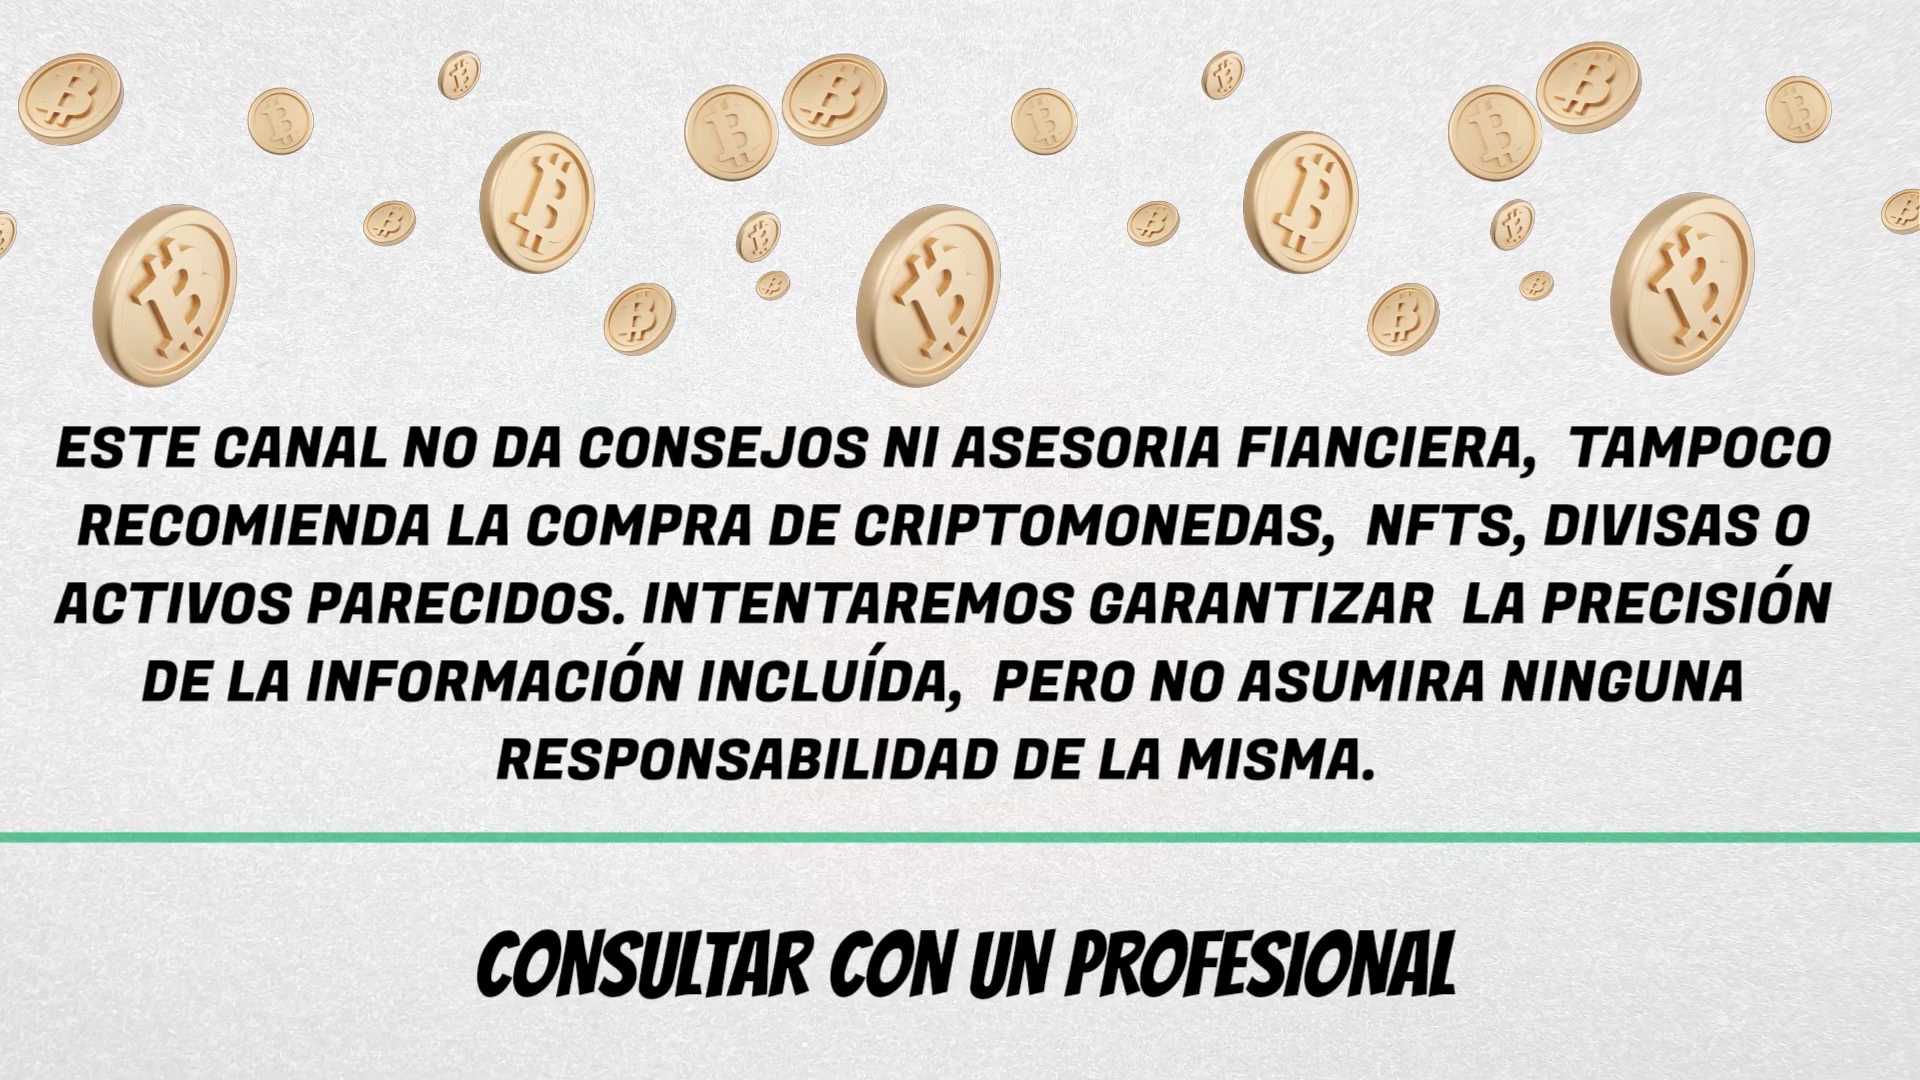 ESTE CANAL NO DA CONSEJOS NI ASESORIA FIANCIERA, TAMPOCO
RECOMIENDA LA COMPRA DE CRIPTOMONEDAS, NFTS, DIVISAS O
ACTIVOS PARECIDOS. INTENTAREMOS GARANTIZAR LA PRECISIÓN
DE LA INFORMACIÓN INCLUÍDA, PERO NO ASUMIRA NINGUNA
RESPONSABILIDAD DE LA MISMA.
CONSULTAR CON UN PROFESIONAL